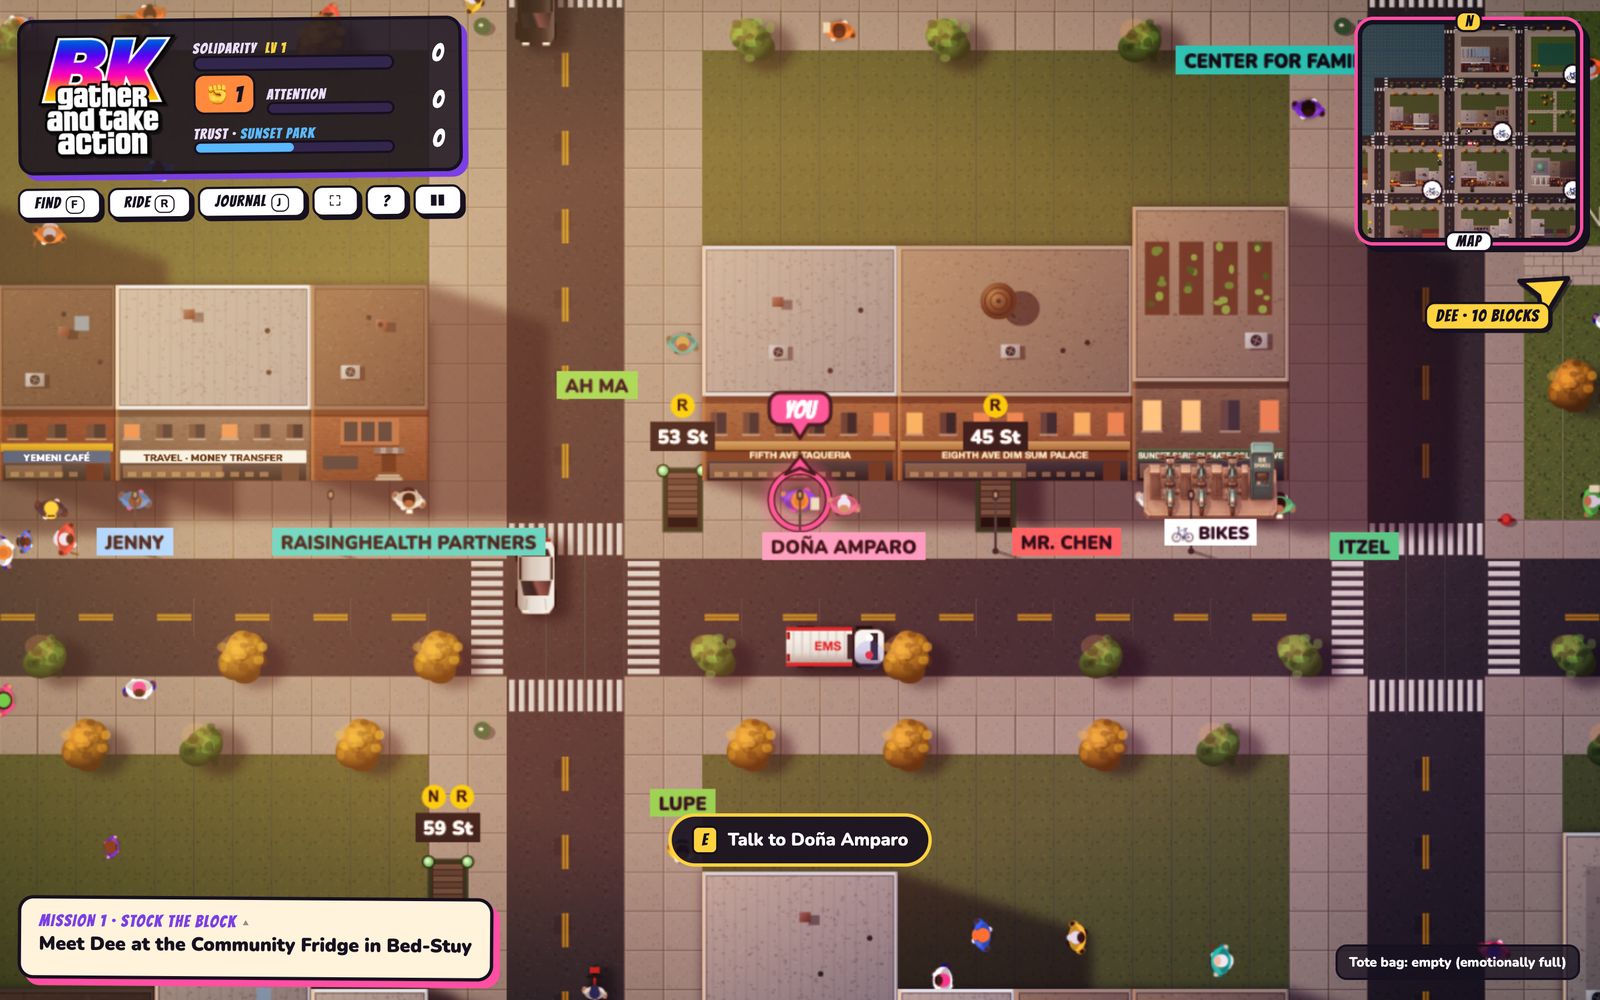 BK
gather
and take
action
SOLIDARITY LV 1
0
1
ATTENTION
0
TRUST · SUNSET PARK
0
FIND F
RIDE R
JOURNAL J
?
CENTER FOR FAMI
N
MAP
DEE · 10 BLOCKS
AH MA
R
53 St
YOU
R
45 St
YEMENI CAFÉ
TRAVEL · MONEY TRANSFER
FIFTH AVE TAQUERIA
EIGHTH AVE DIM SUM PALACE
JENNY
RAISINGHEALTH PARTNERS
DOÑA AMPARO
MR. CHEN
BIKES
ITZEL
EMS
N R
59 St
LUPE
E Talk to Doña Amparo
MISSION 1 · STOCK THE BLOCK
Meet Dee at the Community Fridge in Bed-Stuy
Tote bag: empty (emotionally full)